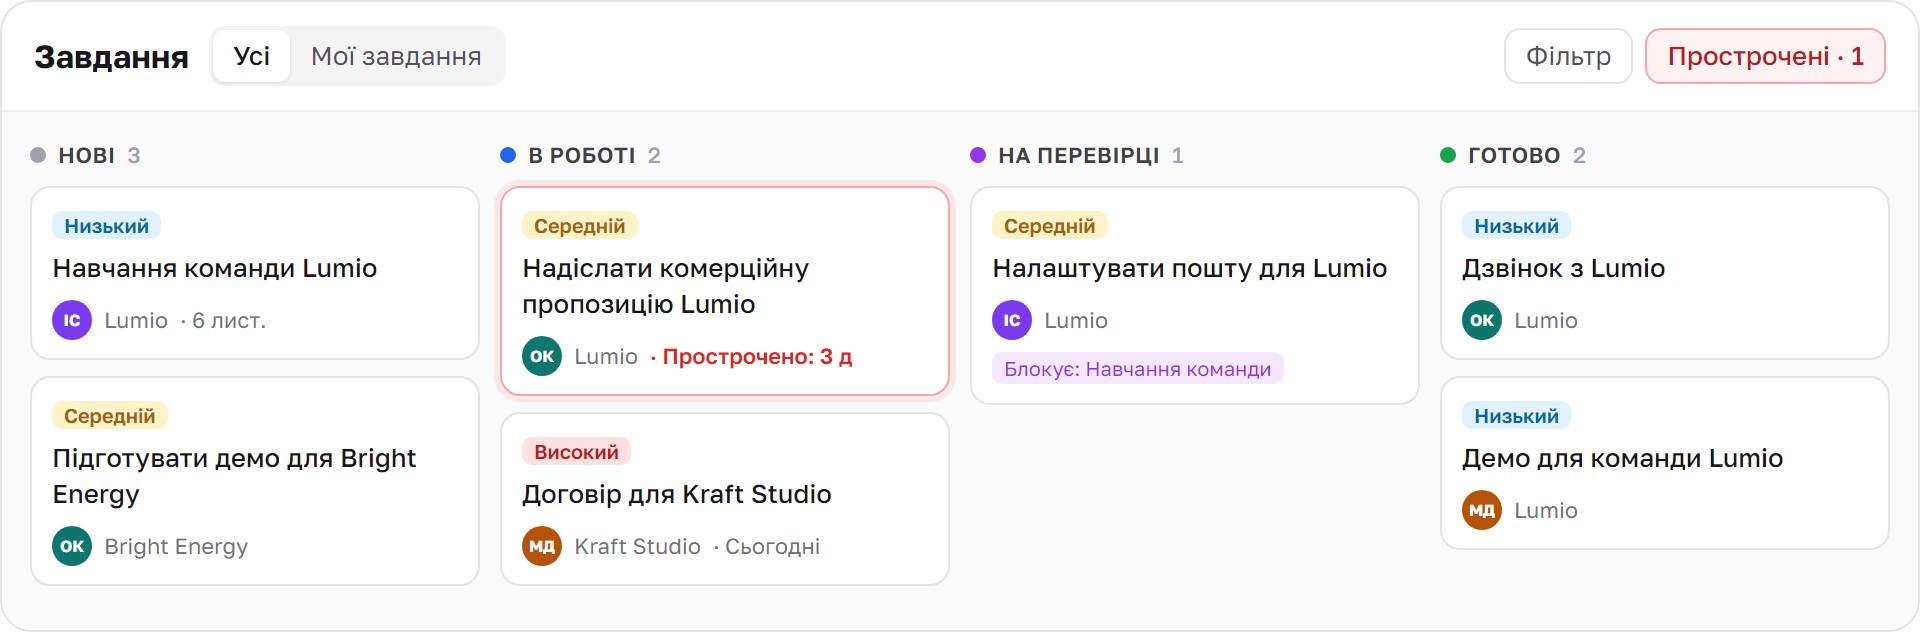 Завдання
Усі
Мої завдання
Фільтр
Прострочені · 1
НОВІ 3
Низький
Навчання команди Lumio
ІС Lumio · 6 лист.
Середній
Підготувати демо для Bright
Energy
ОК Bright Energy
В РОБОТІ 2
Середній
Надіслати комерційну
пропозицію Lumio
ОК Lumio · Прострочено: 3 д
Високий
Договір для Kraft Studio
МД Kraft Studio · Сьогодні
НА ПЕРЕВІРЦІ 1
Середній
Налаштувати пошту для Lumio
ІС Lumio
Блокує: Навчання команди
ГОТОВО 2
Низький
Дзвінок з Lumio
ОК Lumio
Низький
Демо для команди Lumio
МД Lumio